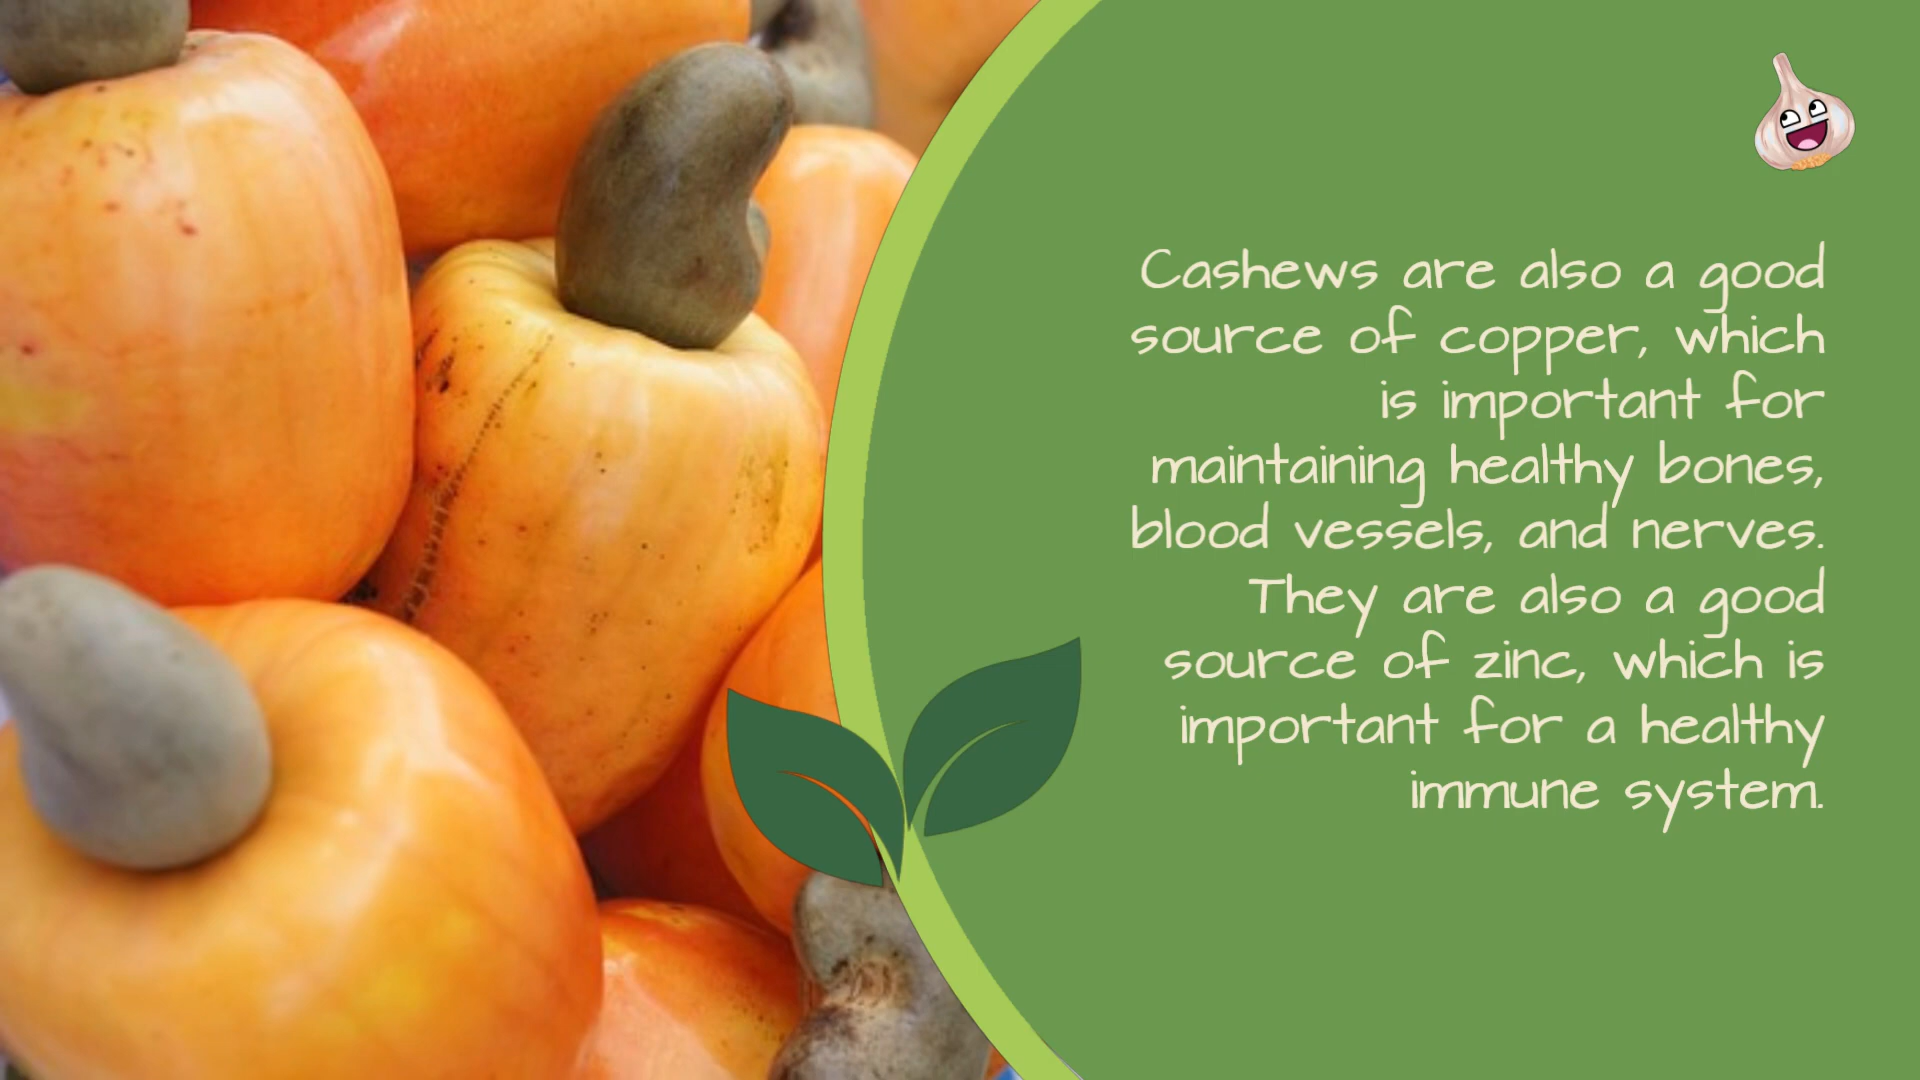 Cashews are also a good
source of copper, which
is important for
maintaining healthy bones,
blood vessels, and nerves.
They are also a good
source of zinc, which is
important for a healthy
immune system.